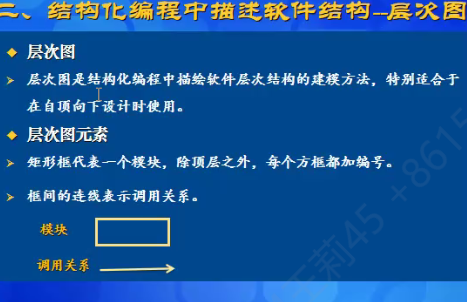 二、结构化编程中描述软件结构--层次图
层次图
层次图是结构化编程中描绘软件层次结构的建模方法，特别适合于
在自顶向下设计时使用。
层次图元素
矩形框代表一个模块，除顶层之外，每个方框都加编号。
框间的连线表示调用关系。
模块
调用关系
莉45 +8615